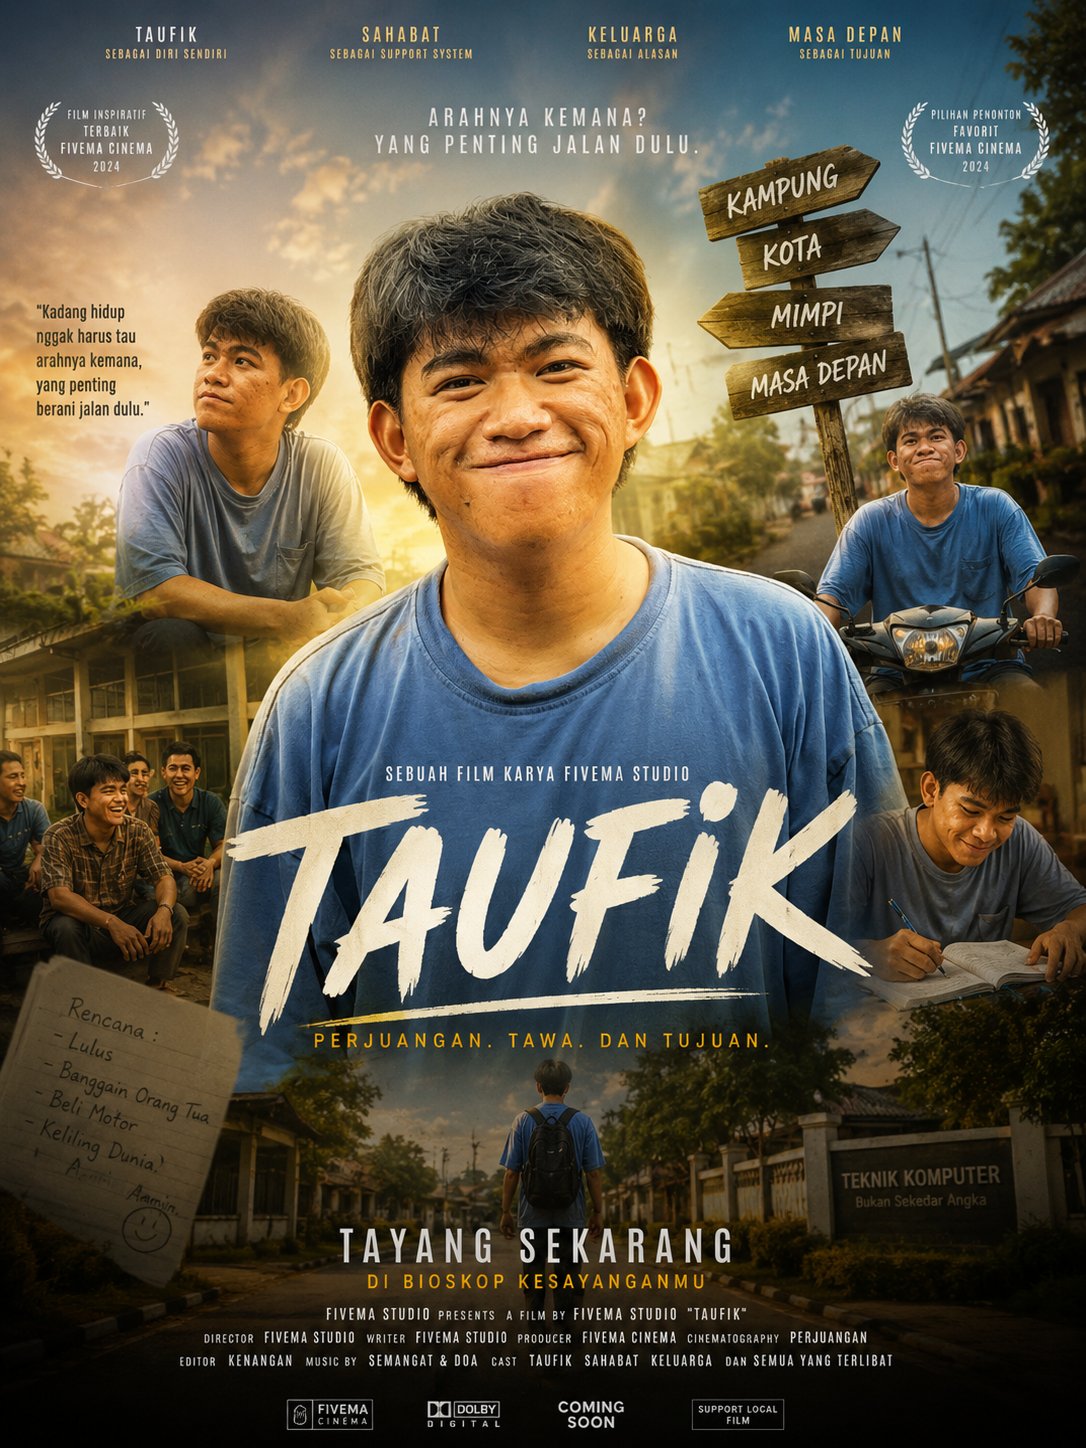 TAUFIK
SEBAGAI DIRI SENDIRI
SAHABAT
SEBAGAI SUPPORT SYSTEM
KELUARGA
SEBAGAI ALASAN
MASA DEPAN
SEBAGAI TUJUAN
FILM INSPIRATIF
TERBAIK
FIVEMA CINEMA
2024
ARAHNYA KEMANA?
YANG PENTING JALAN DULU.
PILIHAN PENONTON
FAVORIT
FIVEMA CINEMA
2024
KAMPUNG
KOTA
MIMPI
MASA DEPAN
"Kadang hidup
nggak harus tau
arahnya kemana,
yang penting
berani jalan dulu."
SEBUAH FILM KARYA FIVEMA STUDIO
TAUFiK
PERJUANGAN. TAWA. DAN TUJUAN.
Rencana :
- Lulus
- Banggain Orang Tua
- Beli Motor
- Keliling Dunia.
Aamiin.
TEKNIK KOMPUTER
Bukan Sekedar Angka
TAYANG SEKARANG
DI BIOSKOP KESAYANGANMU
FIVEMA STUDIO PRESENTS A FILM BY FIVEMA STUDIO "TAUFIK"
DIRECTOR FIVEMA STUDIO WRITER FIVEMA STUDIO PRODUCER FIVEMA CINEMA CINEMATOGRAPHY PERJUANGAN
EDITOR KENANGAN MUSIC BY SEMANGAT & DOA CAST TAUFIK SAHABAT KELUARGA DAN SEMUA YANG TERLIBAT
FIVEMA
CINEMA
DOLBY
DIGITAL
COMING
SOON
SUPPORT LOCAL
FILM